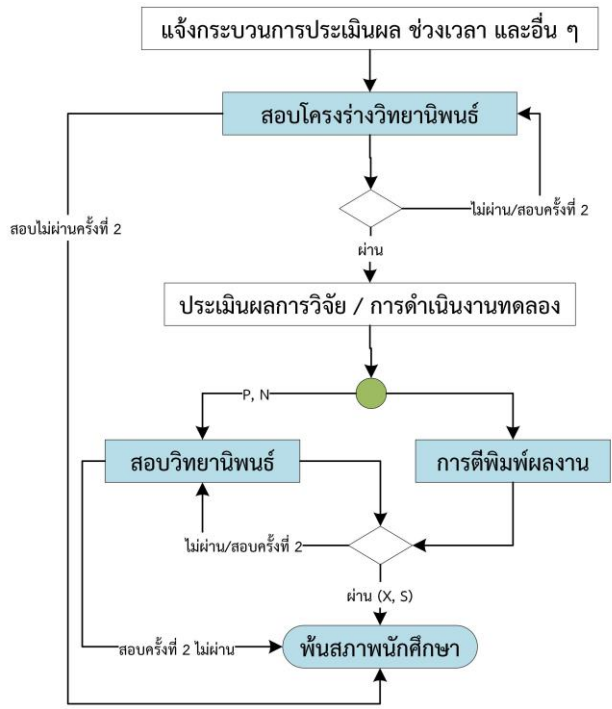 แจ้งกระบวนการประเมินผล ช่วงเวลา และอื่น ๆ
สอบโครงร่างวิทยานิพนธ์
ไม่ผ่าน/สอบครั้งที่ 2
สอบไม่ผ่านครั้งที่ 2
ผ่าน
ประเมินผลการวิจัย / การดำเนินงานทดลอง
P, N
สอบวิทยานิพนธ์
การตีพิมพ์ผลงาน
ไม่ผ่าน/สอบครั้งที่ 2
ผ่าน (X, S)
สอบครั้งที่ 2 ไม่ผ่าน
พ้นสภาพนักศึกษา